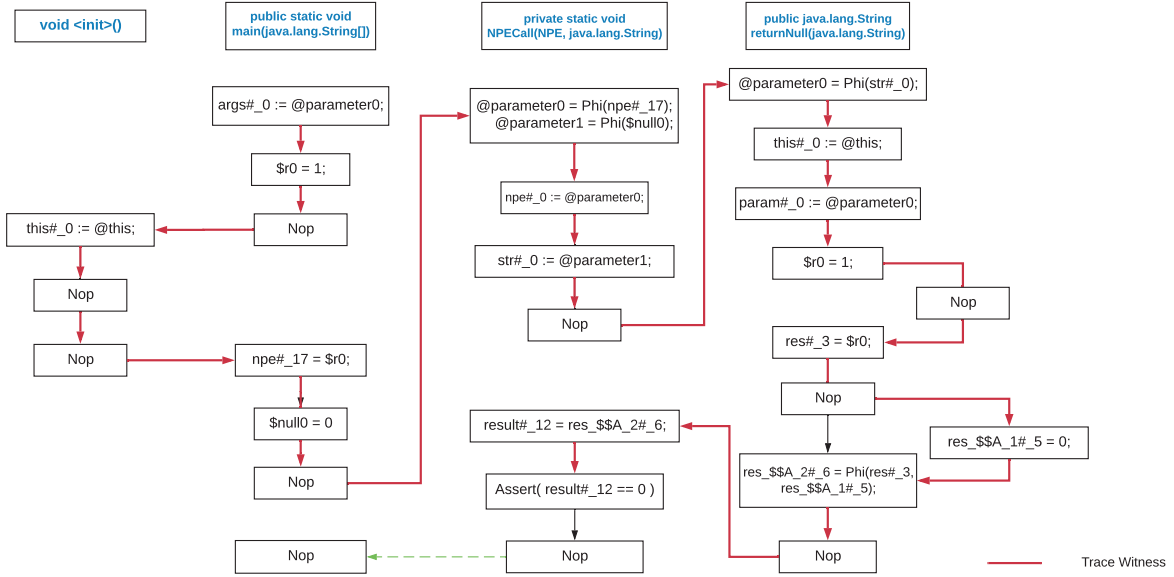 void <init>()
public static void
main(java.lang.String[])
private static void
NPECall(NPE, java.lang.String)
public java.lang.String
returnNull(java.lang.String)
args#_0 := @parameter0;
$r0 = 1;
Nop
this#_0 := @this;
Nop
Nop
npe#_17 = $r0;
$null0 = 0
Nop
Nop
@parameter0 = Phi(npe#_17);
@parameter1 = Phi($null0);
npe#_0 := @parameter0;
str#_0 := @parameter1;
Nop
result#_12 = res_$$A_2#_6;
Assert( result#_12 == 0 )
Nop
@parameter0 = Phi(str#_0);
this#_0 := @this;
param#_0 := @parameter0;
$r0 = 1;
Nop
res#_3 = $r0;
Nop
res_$$A_1#_5 = 0;
res_$$A_2#_6 = Phi(res#_3,
res_$$A_1#_5);
Nop
Trace Witness